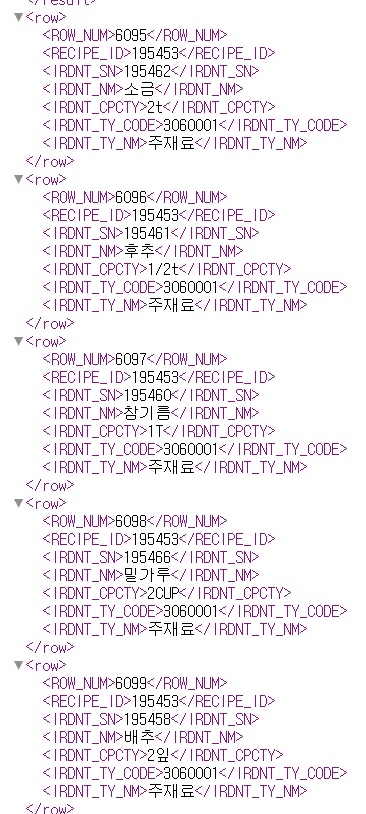 </result>
▼<row>
<ROW_NUM>6095</ROW_NUM>
<RECIPE_ID>195453</RECIPE_ID>
<IRDNT_SN>195462</IRDNT_SN>
<IRDNT_NM>소금</IRDNT_NM>
<IRDNT_CPCTY>2t</IRDNT_CPCTY>
<IRDNT_TY_CODE>3060001</IRDNT_TY_CODE>
<IRDNT_TY_NM>주재료</IRDNT_TY_NM>
</row>
▼<row>
<ROW_NUM>6096</ROW_NUM>
<RECIPE_ID>195453</RECIPE_ID>
<IRDNT_SN>195461</IRDNT_SN>
<IRDNT_NM>후추</IRDNT_NM>
<IRDNT_CPCTY>1/2t</IRDNT_CPCTY>
<IRDNT_TY_CODE>3060001</IRDNT_TY_CODE>
<IRDNT_TY_NM>주재료</IRDNT_TY_NM>
</row>
▼<row>
<ROW_NUM>6097</ROW_NUM>
<RECIPE_ID>195453</RECIPE_ID>
<IRDNT_SN>195460</IRDNT_SN>
<IRDNT_NM>참기름</IRDNT_NM>
<IRDNT_CPCTY>1T</IRDNT_CPCTY>
<IRDNT_TY_CODE>3060001</IRDNT_TY_CODE>
<IRDNT_TY_NM>주재료</IRDNT_TY_NM>
</row>
▼<row>
<ROW_NUM>6098</ROW_NUM>
<RECIPE_ID>195453</RECIPE_ID>
<IRDNT_SN>195466</IRDNT_SN>
<IRDNT_NM>밀가루</IRDNT_NM>
<IRDNT_CPCTY>2CUP</IRDNT_CPCTY>
<IRDNT_TY_CODE>3060001</IRDNT_TY_CODE>
<IRDNT_TY_NM>주재료</IRDNT_TY_NM>
</row>
▼<row>
<ROW_NUM>6099</ROW_NUM>
<RECIPE_ID>195453</RECIPE_ID>
<IRDNT_SN>195458</IRDNT_SN>
<IRDNT_NM>배추</IRDNT_NM>
<IRDNT_CPCTY>2잎</IRDNT_CPCTY>
<IRDNT_TY_CODE>3060001</IRDNT_TY_CODE>
<IRDNT_TY_NM>주재료</IRDNT_TY_NM>
</row>